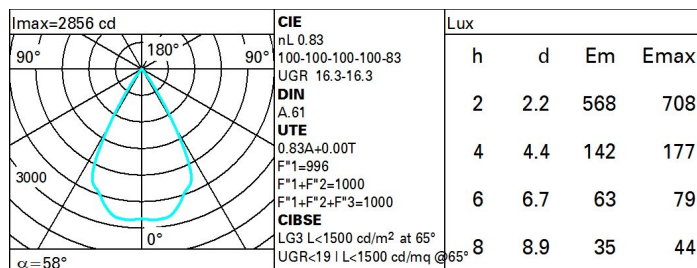 Imax=2856 cd
90°
180°
90°
3000
0°
α=58°
CIE
nL 0.83
100-100-100-100-83
UGR 16.3-16.3
DIN
A.61
UTE
0.83A+0.00T
F"1=996
F"1+F"2=1000
F"1+F"2+F"3=1000
CIBSE
LG3 L<1500 cd/m² at 65°
UGR<19 | L<1500 cd/mq @65°
Lux
h d Em Emax
2 2.2 568 708
4 4.4 142 177
6 6.7 63 79
8 8.9 35 44